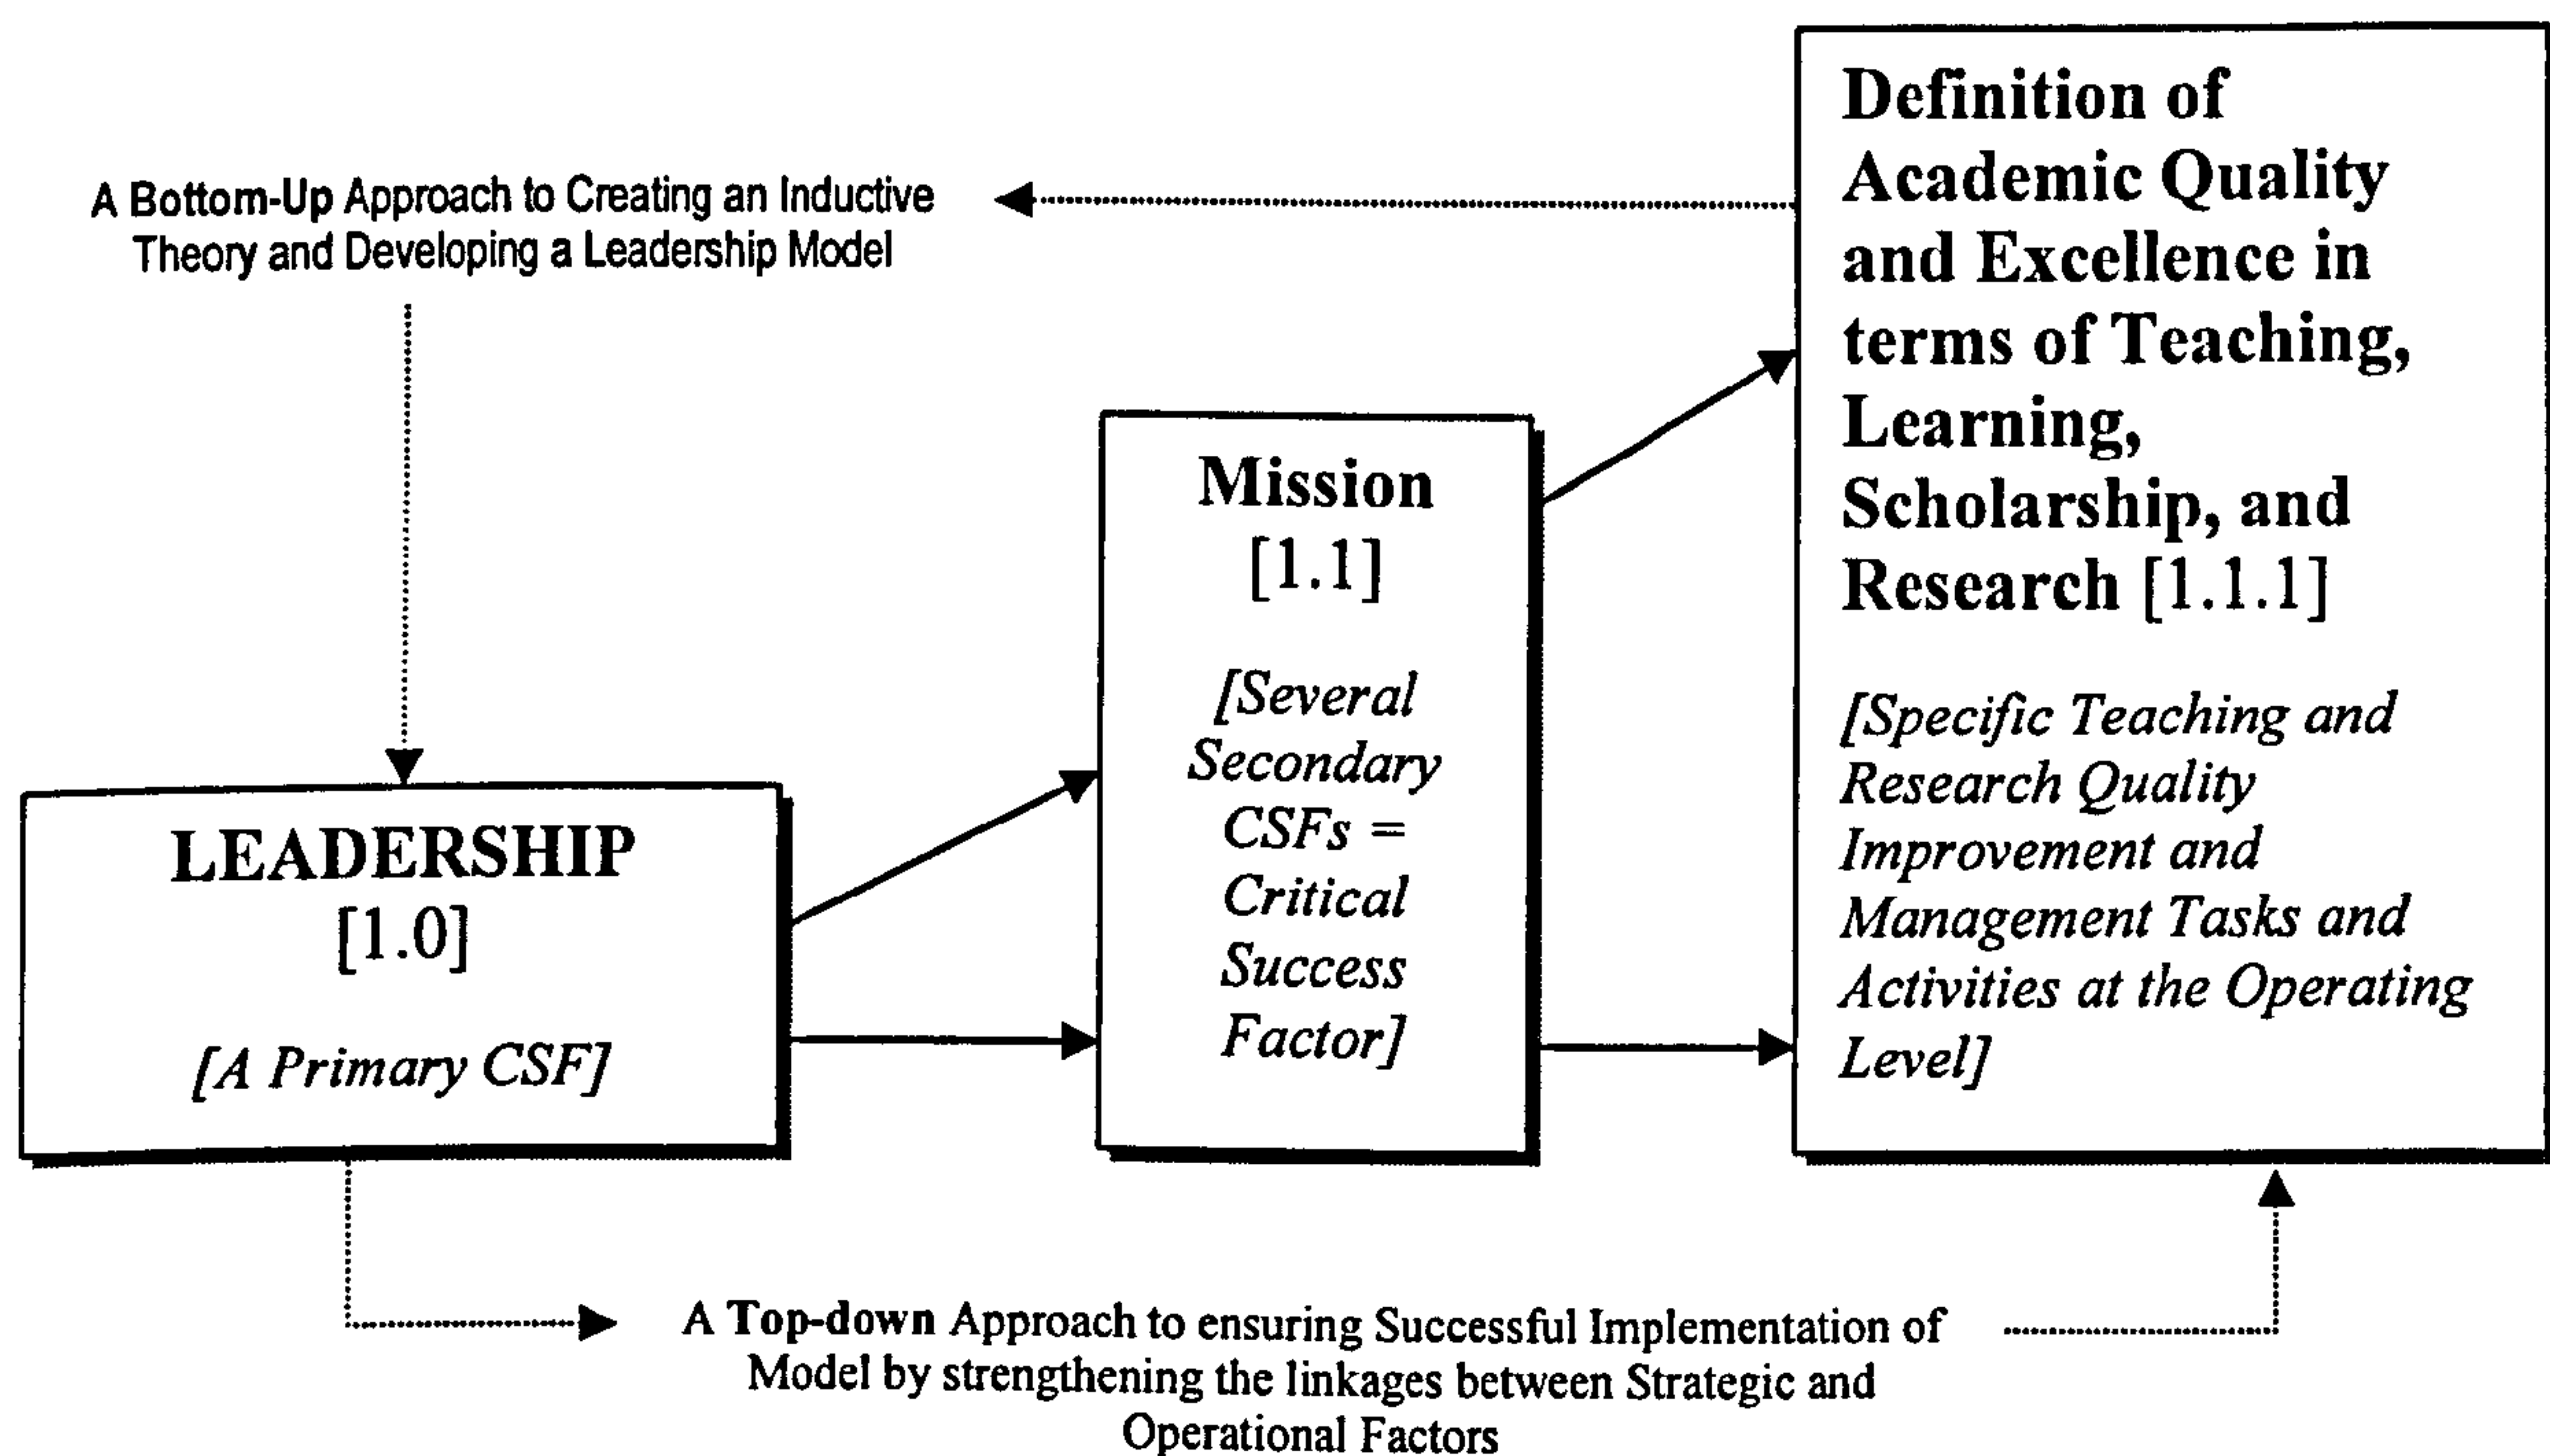 A Bottom-Up Approach to Creating an Inductive
Theory and Developing a Leadership Model
LEADERSHIP
[1.0]
[A Primary CSF]
Mission
[1.1]
[Several
Secondary
CSFs =
Critical
Success
Factor]
Definition of
Academic Quality
and Excellence in
terms of Teaching,
Learning,
Scholarship, and
Research [1.1.1]
[Specific Teaching and
Research Quality
Improvement and
Management Tasks and
Activities at the Operating
Level]
A Top-down Approach to ensuring Successful Implementation of
Model by strengthening the linkages between Strategic and
Operational Factors